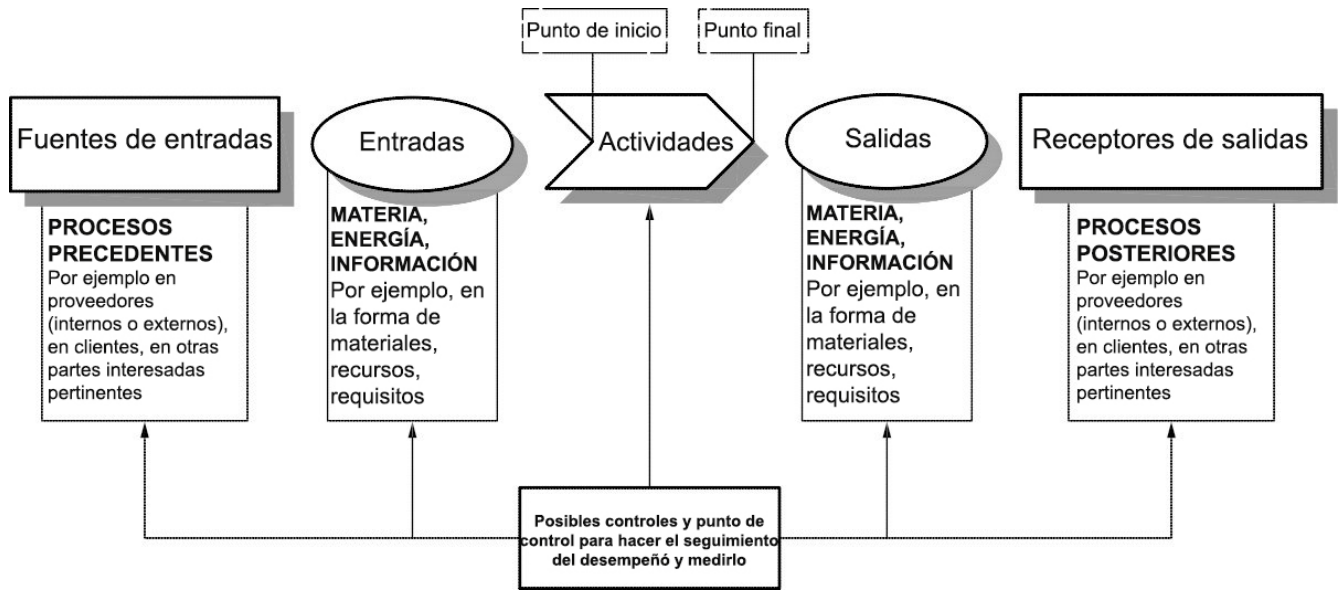 Punto de inicio
Punto final
Fuentes de entradas
Entradas
Actividades
Salidas
Receptores de salidas
PROCESOS
PRECEDENTES
Por ejemplo en
proveedores
(internos o externos),
en clientes, en otras
partes interesadas
pertinentes
MATERIA,
ENERGÍA,
INFORMACIÓN
Por ejemplo, en
la forma de
materiales,
recursos,
requisitos
MATERIA,
ENERGÍA,
INFORMACIÓN
Por ejemplo, en
la forma de
materiales,
recursos,
requisitos
PROCESOS
POSTERIORES
Por ejemplo en
proveedores
(internos o externos),
en clientes, en otras
partes interesadas
pertinentes
Posibles controles y punto de
control para hacer el seguimiento
del desempeñó y medirlo